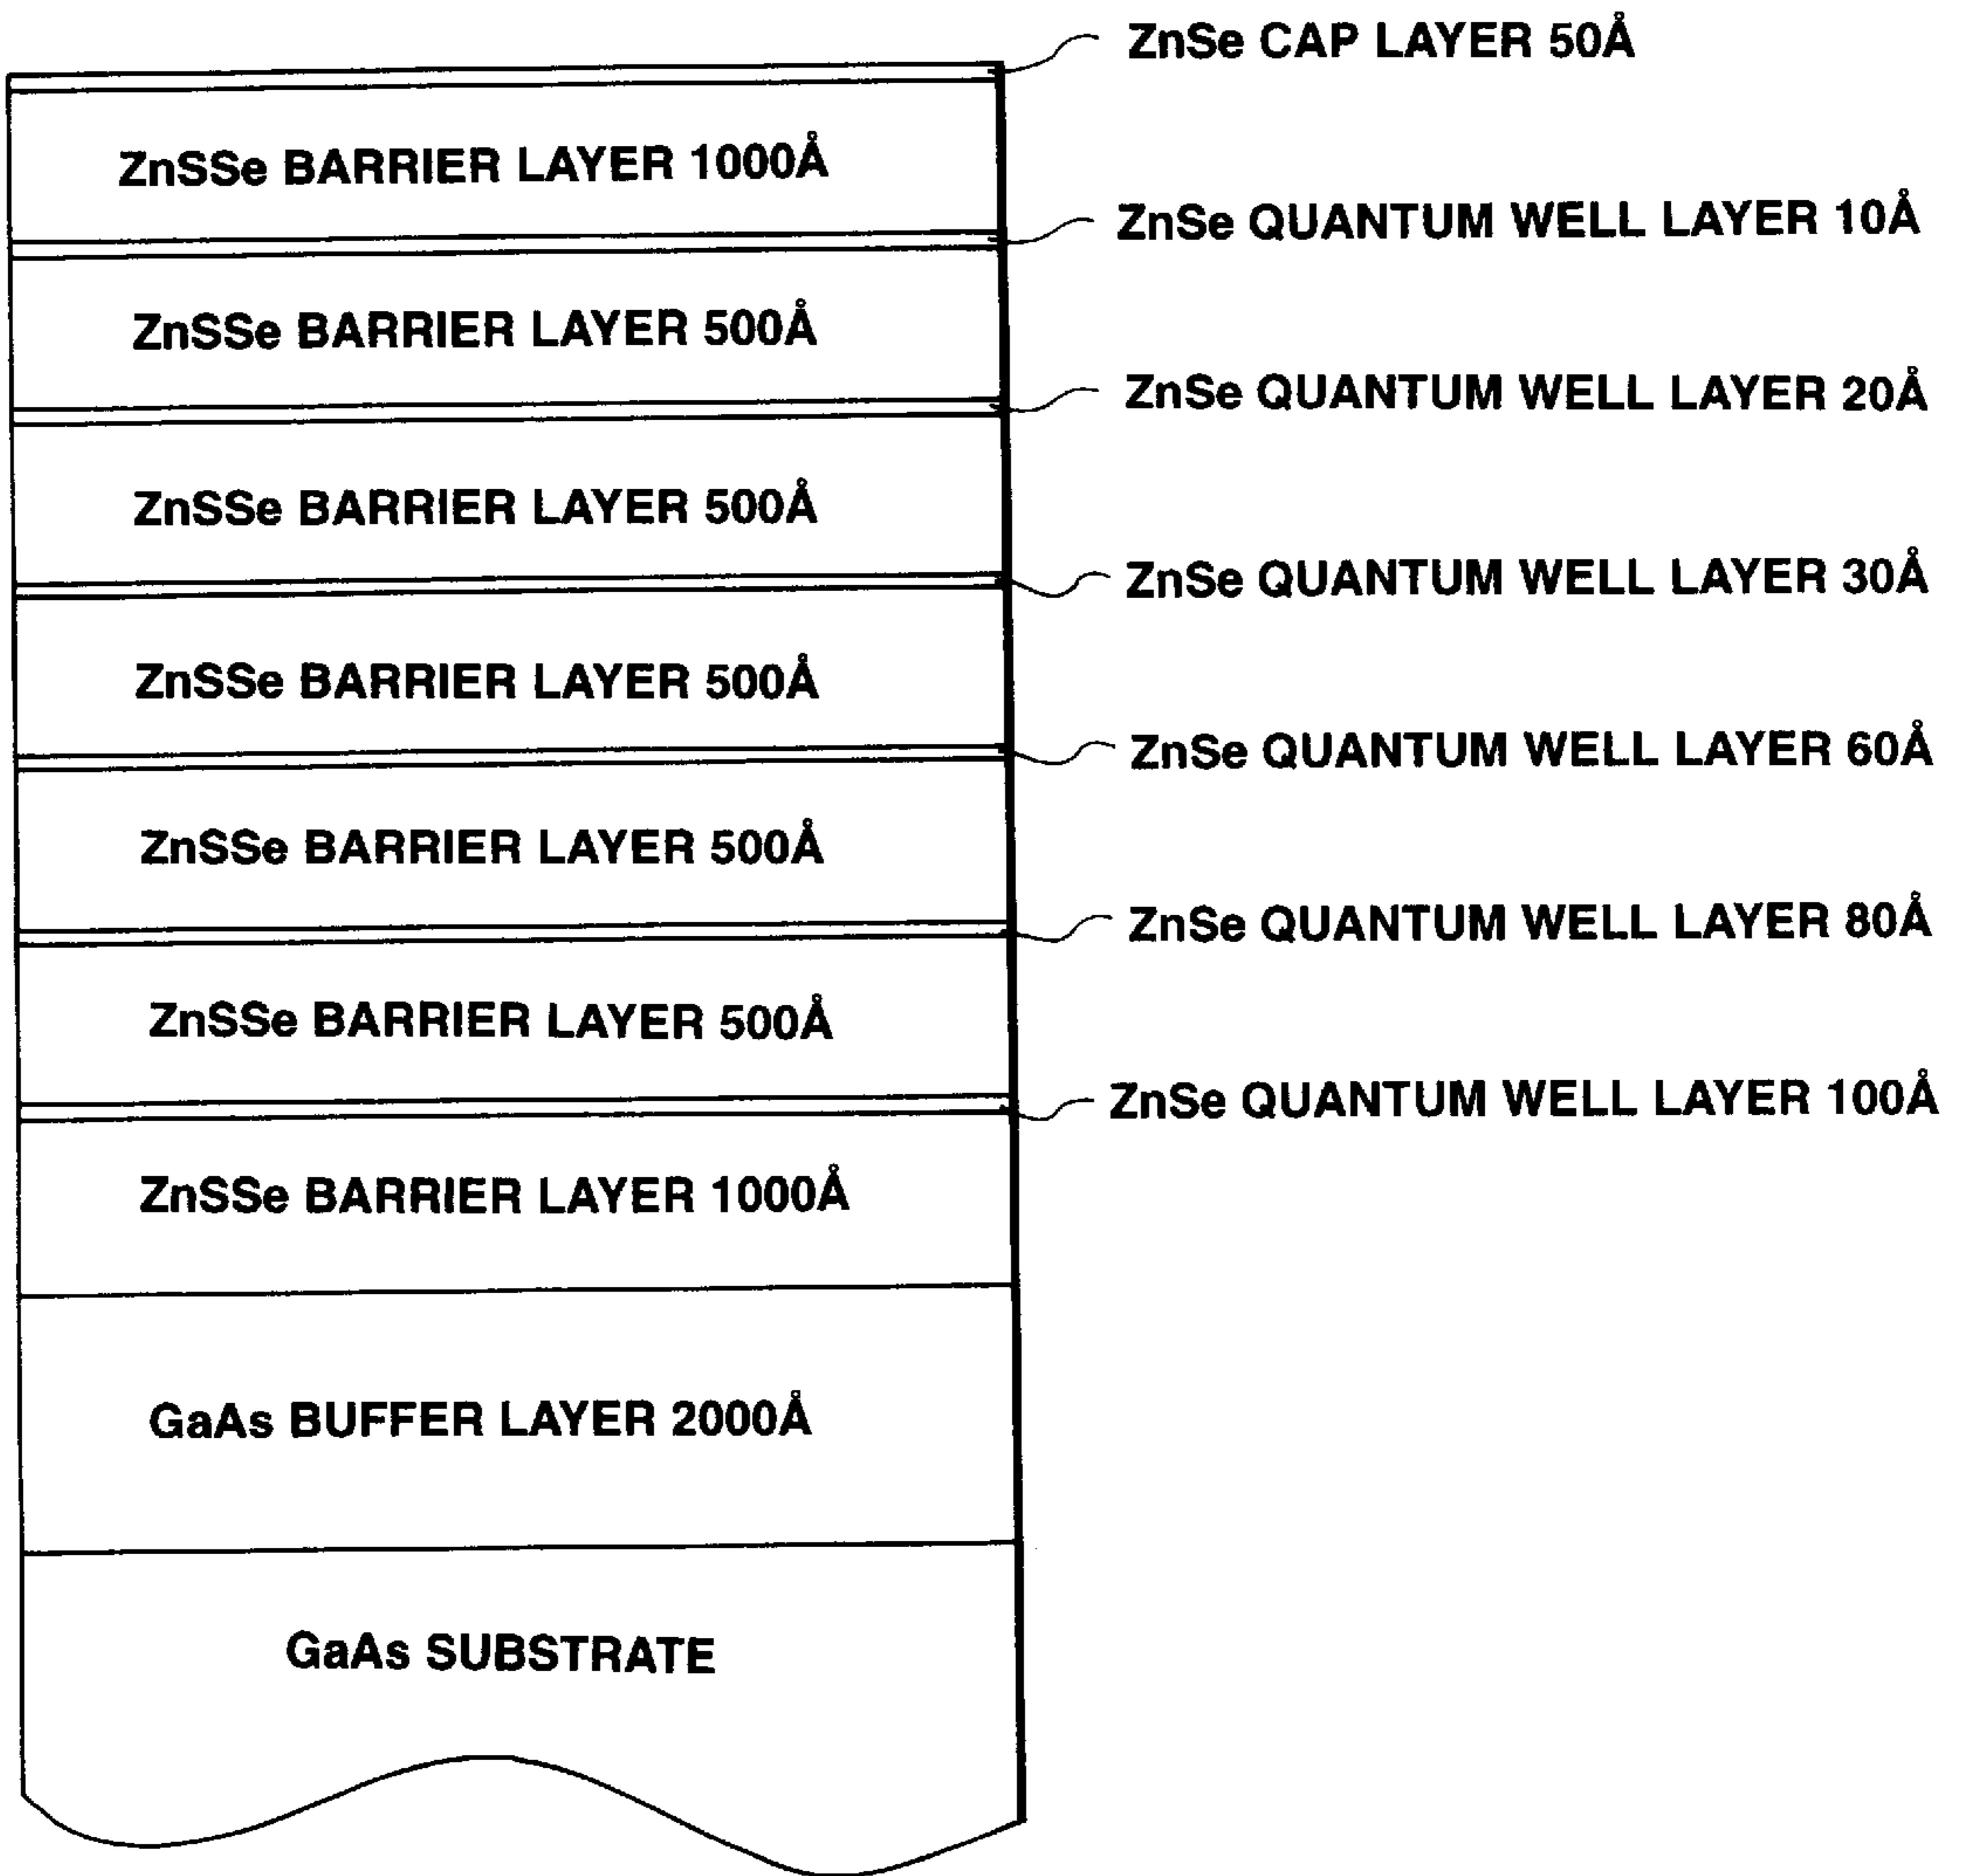 ZnSe CAP LAYER 50Å
ZnSSe BARRIER LAYER 1000Å
ZnSe QUANTUM WELL LAYER 10Å
ZnSSe BARRIER LAYER 500Å
ZnSe QUANTUM WELL LAYER 20Å
ZnSSe BARRIER LAYER 500Å
ZnSe QUANTUM WELL LAYER 30Å
ZnSSe BARRIER LAYER 500Å
ZnSe QUANTUM WELL LAYER 60Å
ZnSSe BARRIER LAYER 500Å
ZnSe QUANTUM WELL LAYER 80Å
ZnSSe BARRIER LAYER 500Å
ZnSe QUANTUM WELL LAYER 100Å
ZnSSe BARRIER LAYER 1000Å
GaAs BUFFER LAYER 2000Å
GaAs SUBSTRATE